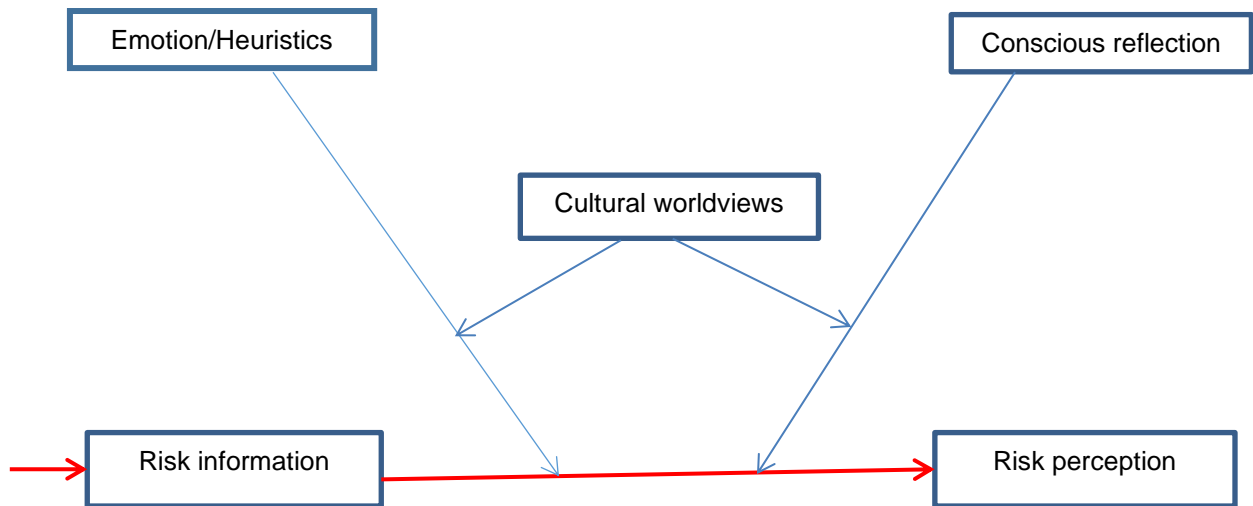 Emotion/Heuristics
Conscious reflection
Cultural worldviews
Risk information
Risk perception